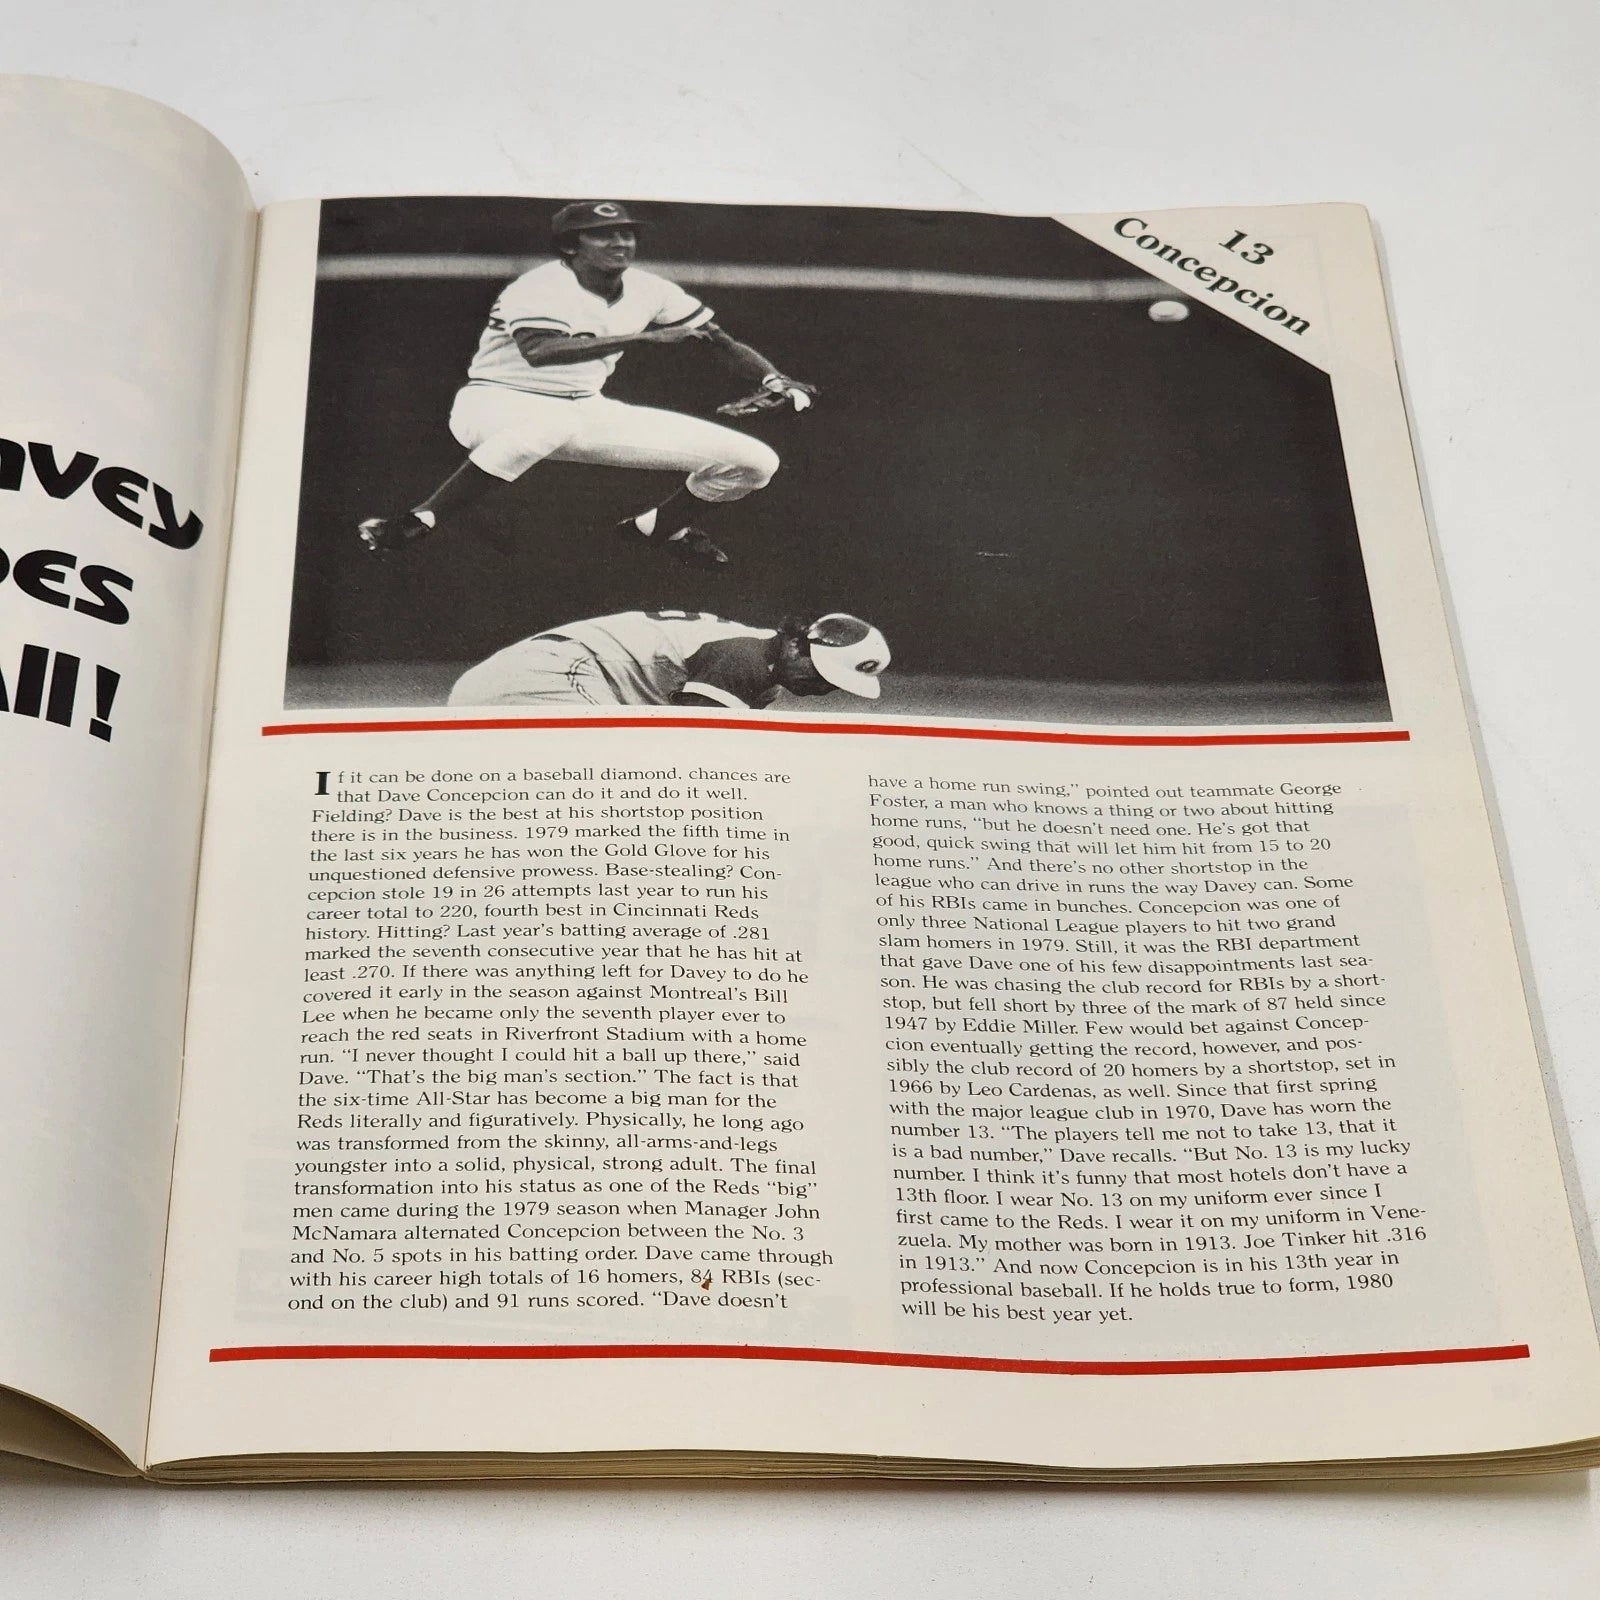 All!
13
Concepcion
If it can be done on a baseball diamond, chances are
that Dave Concepcion can do it and do it well.
Fielding? Dave is the best at his shortstop position
there is in the business. 1979 marked the fifth time in
the last six years he has won the Gold Glove for his
unquestioned defensive prowess. Base-stealing? Con-
cepcion stole 19 in 26 attempts last year to run his
career total to 220, fourth best in Cincinnati Reds
history. Hitting? Last year's batting average of .281
marked the seventh consecutive year that he has hit at
least .270. If there was anything left for Davey to do he
covered it early in the season against Montreal's Bill
Lee when he became only the seventh player ever to
reach the red seats in Riverfront Stadium with a home
run. "I never thought I could hit a ball up there," said
Dave. "That's the big man's section." The fact is that
the six-time All-Star has become a big man for the
Reds literally and figuratively. Physically, he long ago
was transformed from the skinny, all-arms-and-legs
youngster into a solid, physical, strong adult. The final
transformation into his status as one of the Reds "big"
men came during the 1979 season when Manager John
McNamara alternated Concepcion between the No. 3
and No. 5 spots in his batting order. Dave came through
with his career high totals of 16 homers, 84 RBIs (sec-
ond on the club) and 91 runs scored. "Dave doesn't
have a home run swing," pointed out teammate George
Foster, a man who knows a thing or two about hitting
home runs, "but he doesn't need one. He's got that
good, quick swing that will let him hit from 15 to 20
home runs." And there's no other shortstop in the
league who can drive in runs the way Davey can. Some
of his RBIs came in bunches. Concepcion was one of
only three National League players to hit two grand
slam homers in 1979. Still, it was the RBI department
that gave Dave one of his few disappointments last sea-
son. He was chasing the club record for RBIs by a short-
stop, but fell short by three of the mark of 87 held since
1947 by Eddie Miller. Few would bet against Concep-
cion eventually getting the record, however, and pos-
sibly the club record of 20 homers by a shortstop, set in
1966 by Leo Cardenas, as well. Since that first spring
with the major league club in 1970, Dave has worn the
number 13. "The players tell me not to take 13, that it
is a bad number," Dave recalls. "But No. 13 is my lucky
number. I think it's funny that most hotels don't have a
13th floor. I wear No. 13 on my uniform ever since I
first came to the Reds. I wear it on my uniform in Vene-
zuela. My mother was born in 1913. Joe Tinker hit .316
in 1913." And now Concepcion is in his 13th year in
professional baseball. If he holds true to form, 1980
will be his best year yet.